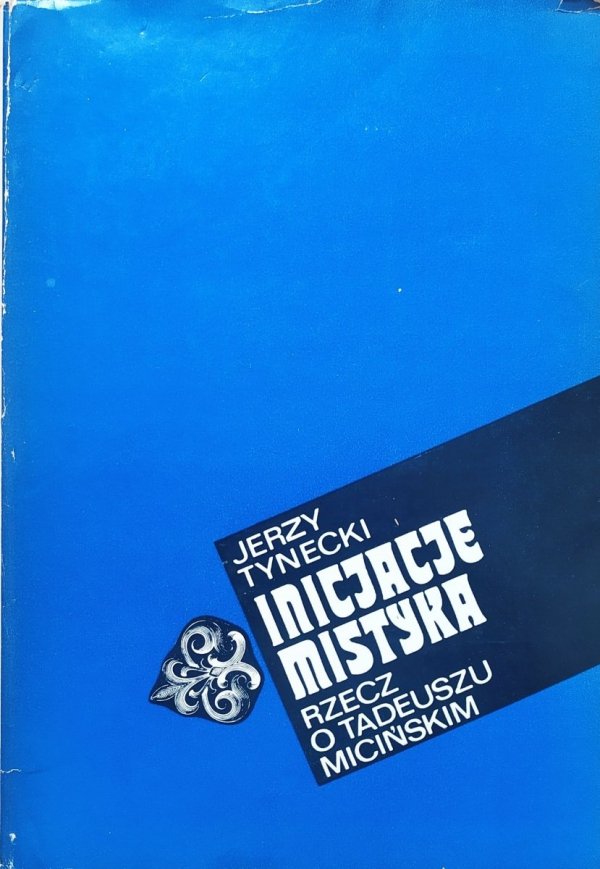 JERZY
TYNECKI
INICJACJE
MISTYKA
RZECZ
O TADEUSZU
MICIŃSKIM